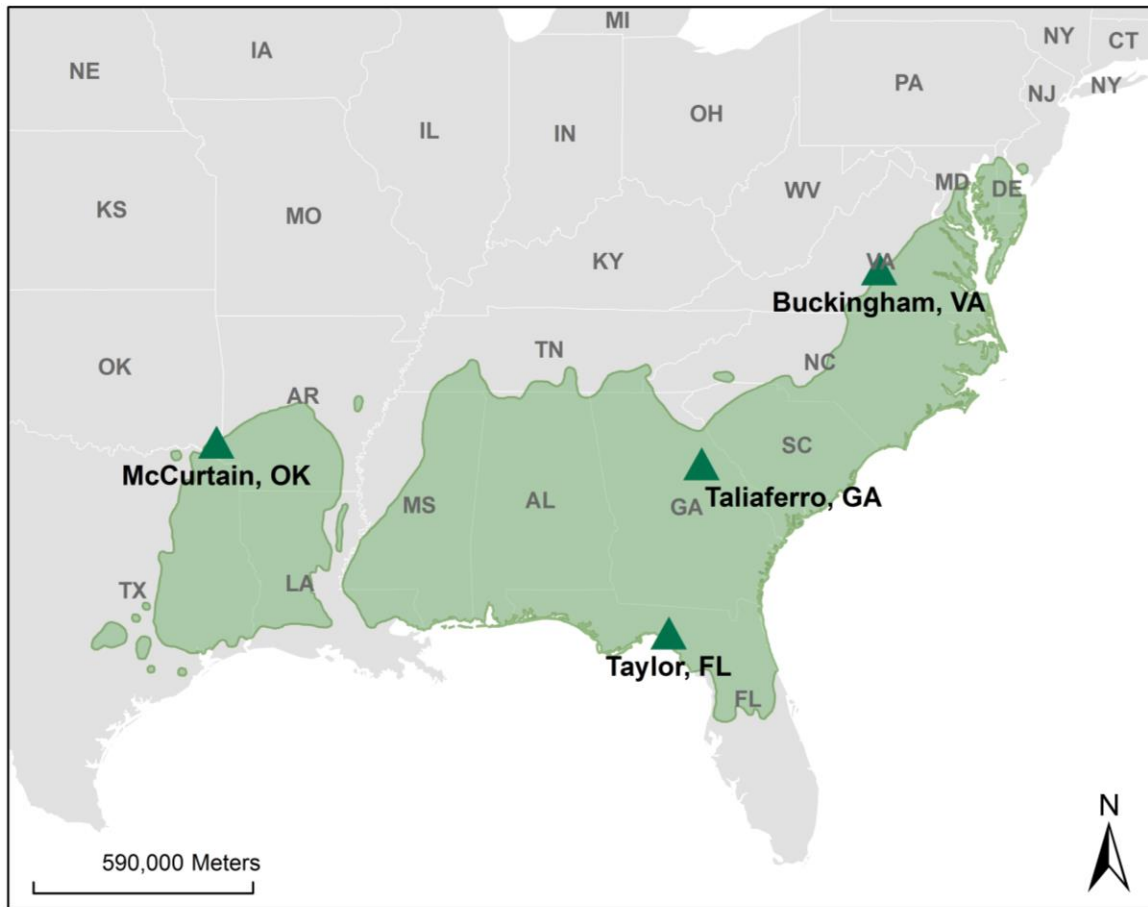 MI
NY
CT
IA
NE
PA
NJ
NY
OH
IL
IN
MD
DE
WV
KS
MO
VA
KY
Buckingham, VA
TN
NC
OK
AR
SC
McCurtain, OK
Taliaferro, GA
MS
AL
GA
TX
LA
Taylor, FL
FL
N
590,000 Meters